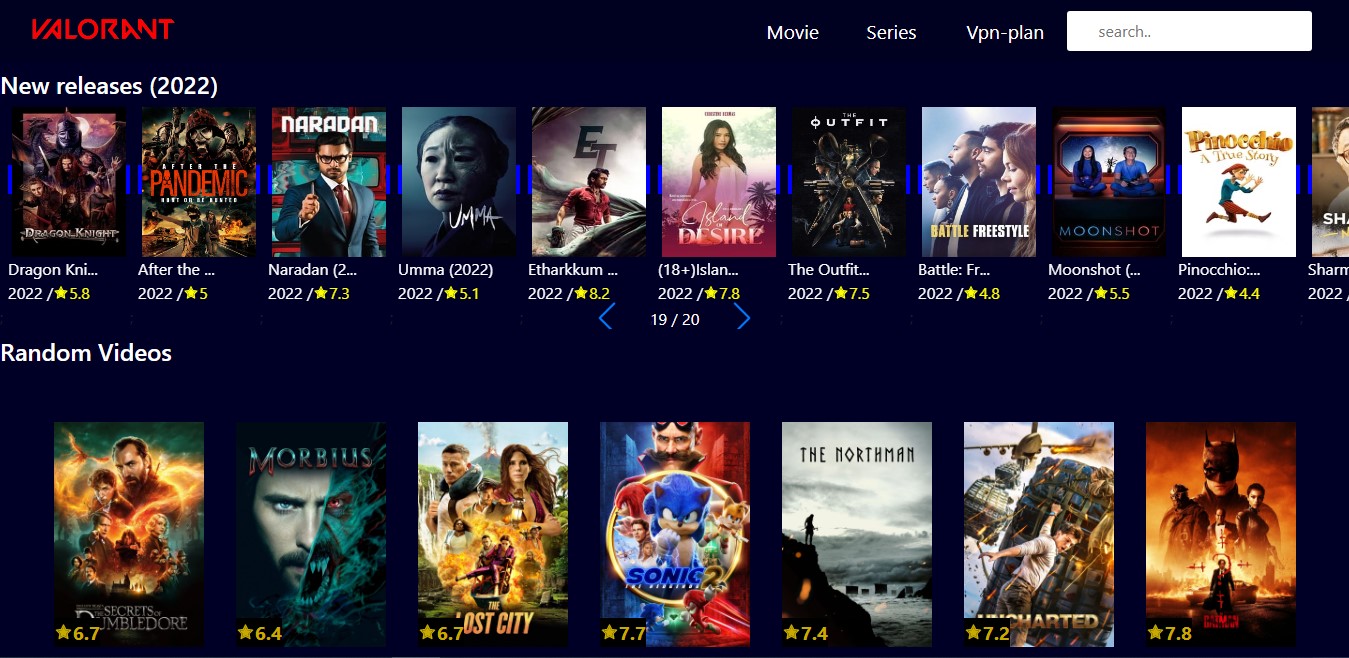 VALORANT
Movie Series Vpn-plan search..
New releases (2022)
DRAGON KNIGHT
AFTER THE
PANDEMIC
HUNT OR BE HUNTED
NARADAN
UMMA
ET
Island
OF
DESIRE
THE
OUTFIT
BATTLE FREESTYLE
MOONSHOT
Pinocchio
A True Story
SHA
Dragon Kni... After the ... Naradan (2... Umma (2022) Etharkkum ... (18+)Islan... The Outfit... Battle: Fr... Moonshot (... Pinocchio:... Sharm
2022 /★5.8 2022 /★5 2022 /★7.3 2022 /★5.1 2022 /★8.2 2022 /★7.8 2022 /★7.5 2022 /★4.8 2022 /★5.5 2022 /★4.4 2022 /
19 / 20
Random Videos
THE SECRETS OF
DUMBLEDORE
★6.7
MORBIUS
★6.4
THE
LOST CITY
★6.7
SONIC 2
THE HEDGEHOG
★7.7
THE NORTHMAN
★7.4
UNCHARTED
★7.2
THE
BATMAN
★7.8